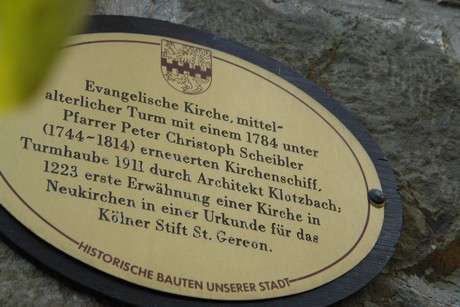 Evangelische Kirche, mittel-
alterlicher Turm mit einem 1784 unter
Pfarrer Peter Christoph Scheibler
(1744-1814) erneuerten Kirchenschiff,
Turmhaube 1911 durch Architekt Klotzbach;
1223 erste Erwähnung einer Kirche in
Neukirchen in einer Urkunde für das
Kölner Stift St. Gereon.
HISTORISCHE BAUTEN UNSERER STADT